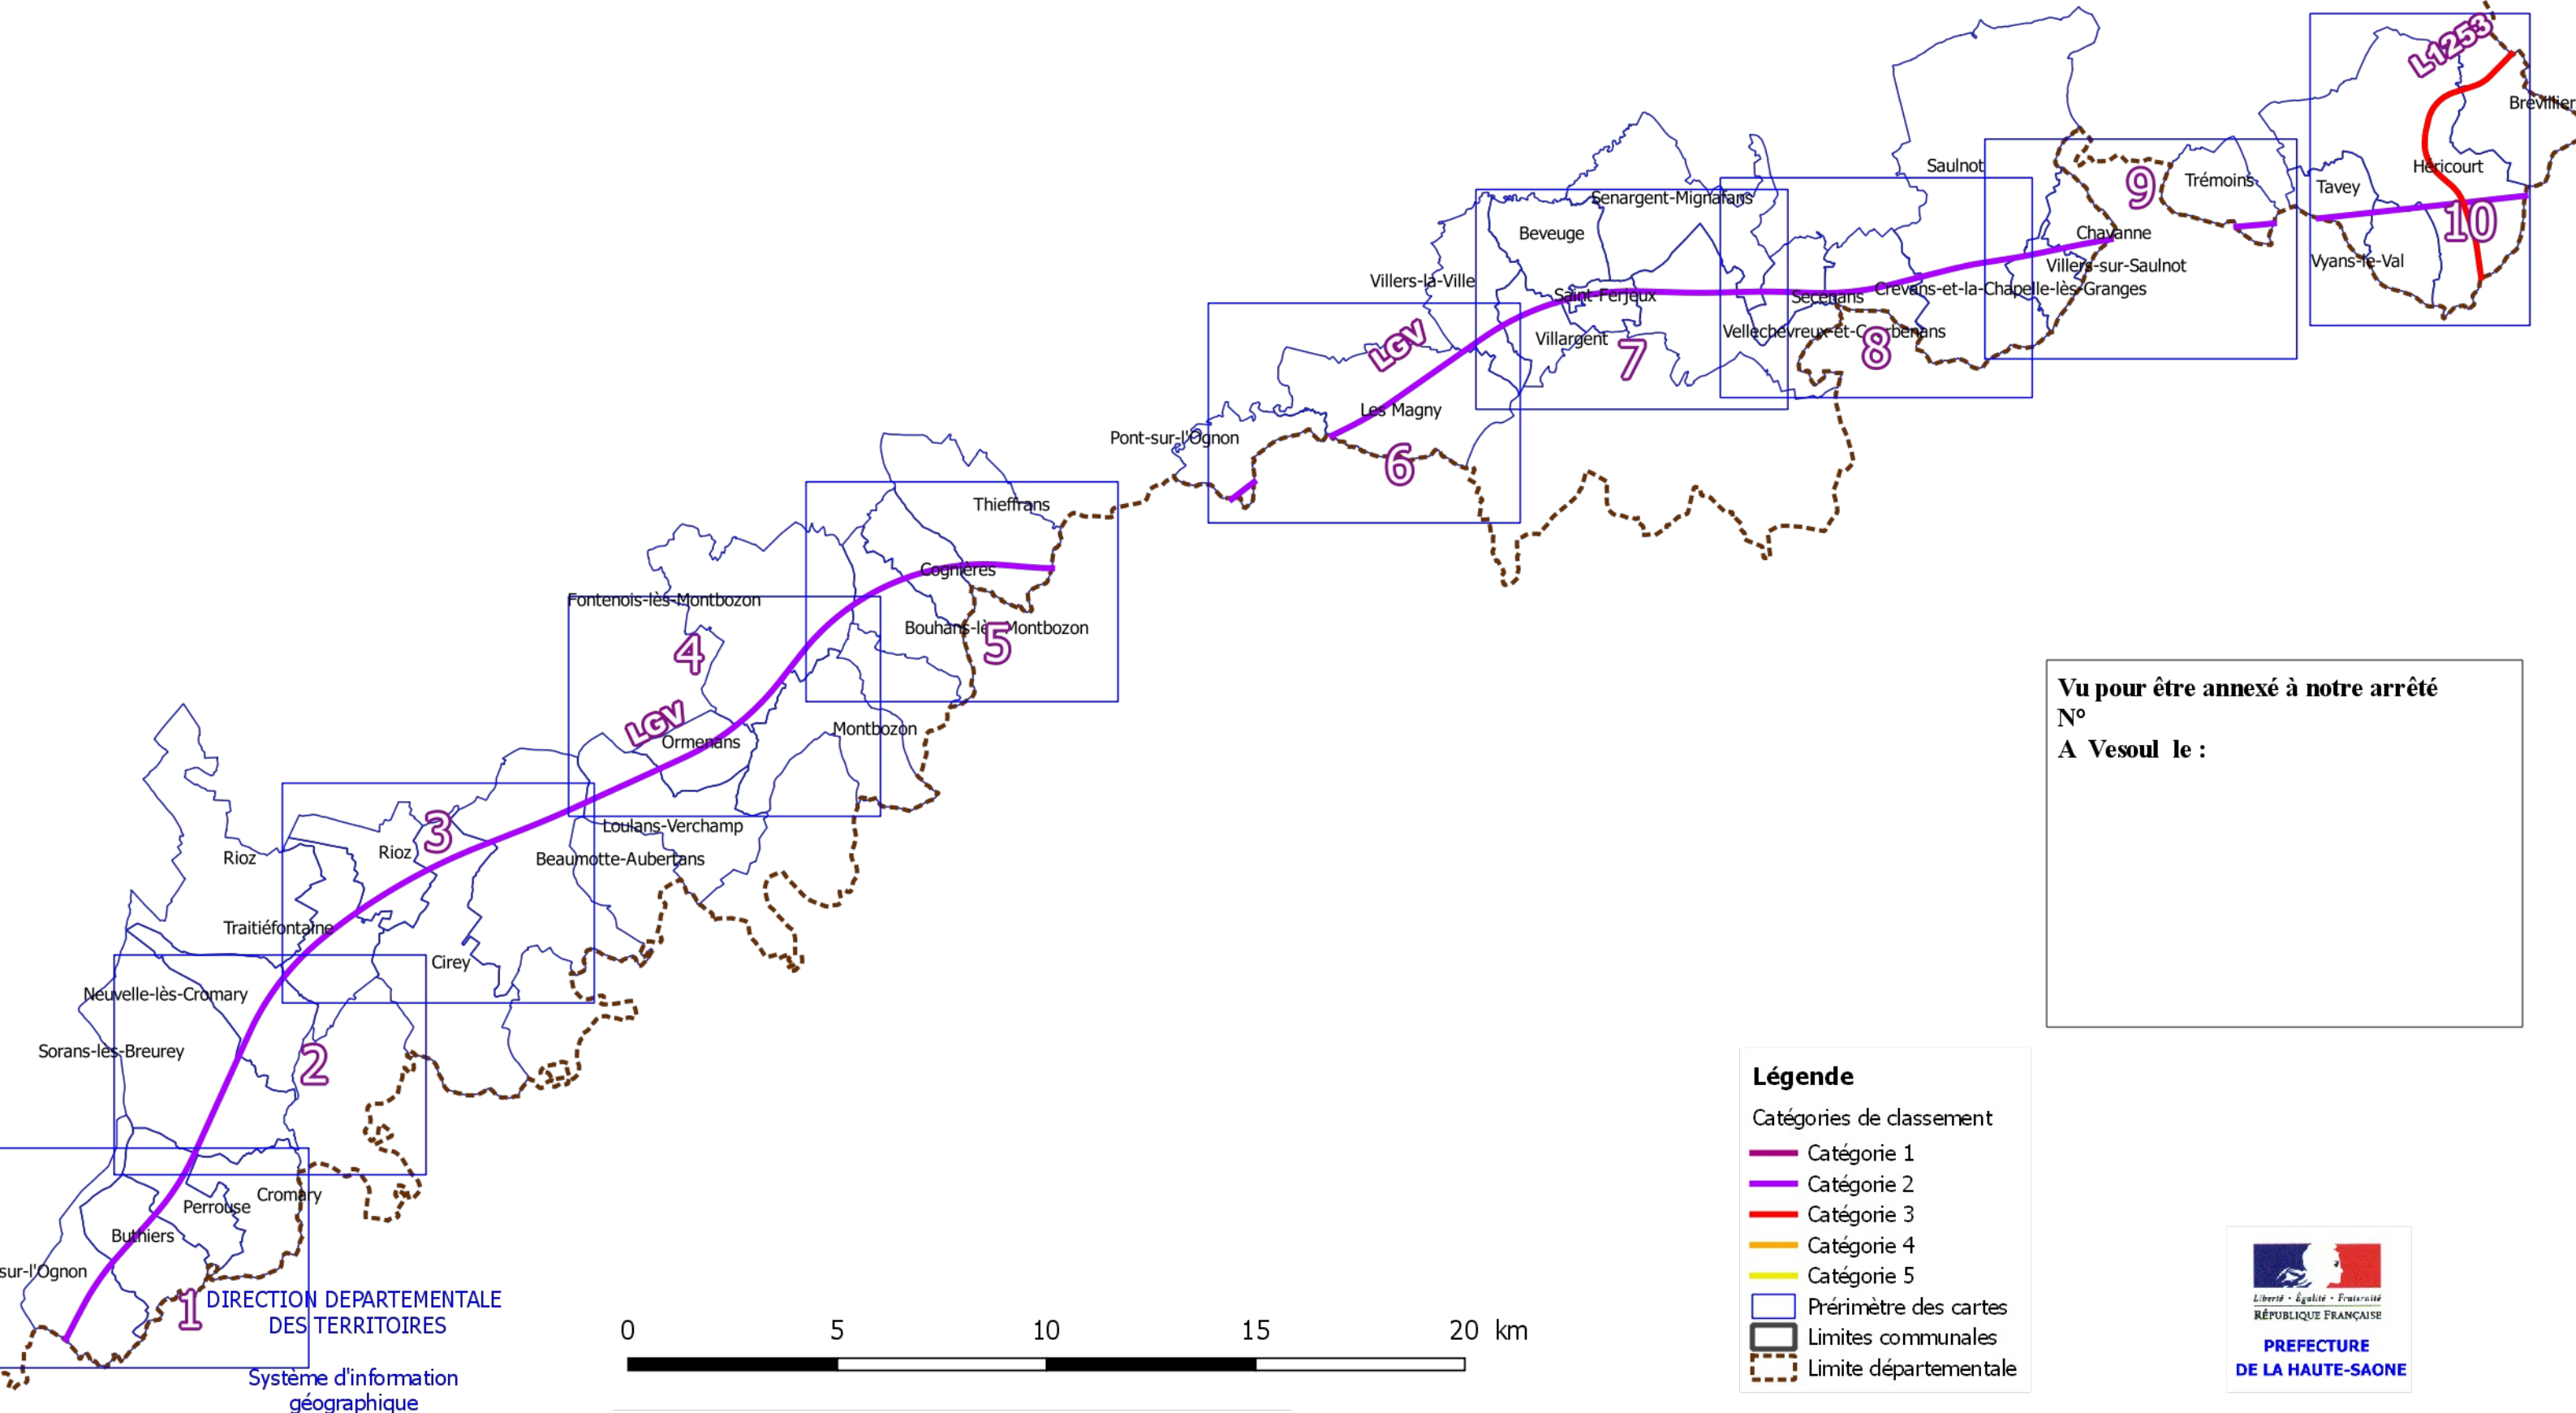 L1253
Brévillier
Saulnot
Héricourt
9
Trémoins
Tavey
Senargent-Mignafans
10
Beveuge
Chavanne
Vyans-le-Val
Villers-sur-Saulnot
Villers-la-Ville
Crevans-et-la-Chapelle-lès-Granges
Saint-Ferjeux
Secenans
Villargent
Vellechevreux-et-Courbenans
LGV
7
8
Les Magny
Pont-sur-l'Ognon
6
Thieffrans
Cognières
Fontenois-lès-Montbozon
Bouhans-lès-Montbozon
4
5
LGV
Ormenans
Montbozon
Vu pour être annexé à notre arrêté
N°
A Vesoul le :
3
Loulans-Verchamp
Rioz
Rioz
Beaumotte-Aubertans
Traitiéfontaine
Cirey
Neuvelle-lès-Cromary
Sorans-lès-Breurey
2
Cromary
Perrouse
Buthiers
sur-l'Ognon
1
DIRECTION DEPARTEMENTALE
DES TERRITOIRES
Système d'information
géographique
0 5 10 15 20 km
Légende
Catégories de classement
Catégorie 1
Catégorie 2
Catégorie 3
Catégorie 4
Catégorie 5
Prérimètre des cartes
Limites communales
Limite départementale
Liberté • Égalité • Fraternité
RÉPUBLIQUE FRANÇAISE
PREFECTURE
DE LA HAUTE-SAONE